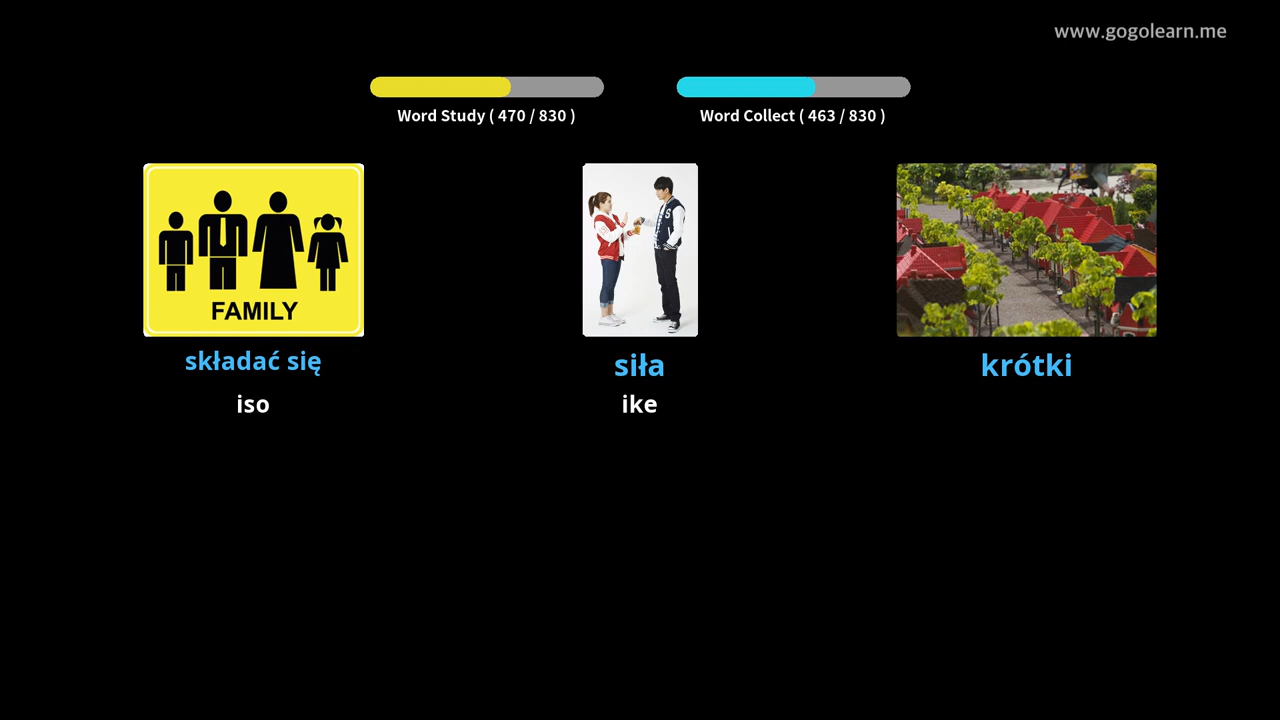 www.gogolearn.me
Word Study ( 470 / 830 )
Word Collect ( 463 / 830 )
FAMILY
S
składać się
siła
krótki
iso
ike